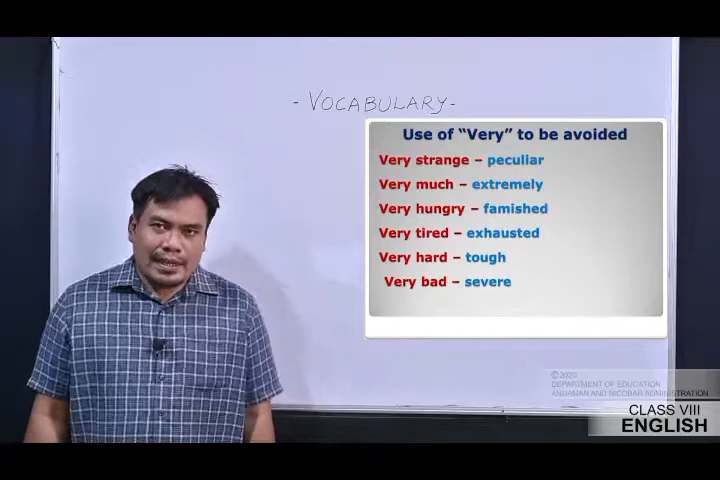 - VOCABULARY -
Use of “Very” to be avoided
Very strange – peculiar
Very much – extremely
Very hungry – famished
Very tired – exhausted
Very hard – tough
Very bad – severe
©2020
DEPARTMENT OF EDUCATION
ANDAMAN AND NICOBAR ADMINISTRATION
CLASS VIII
ENGLISH